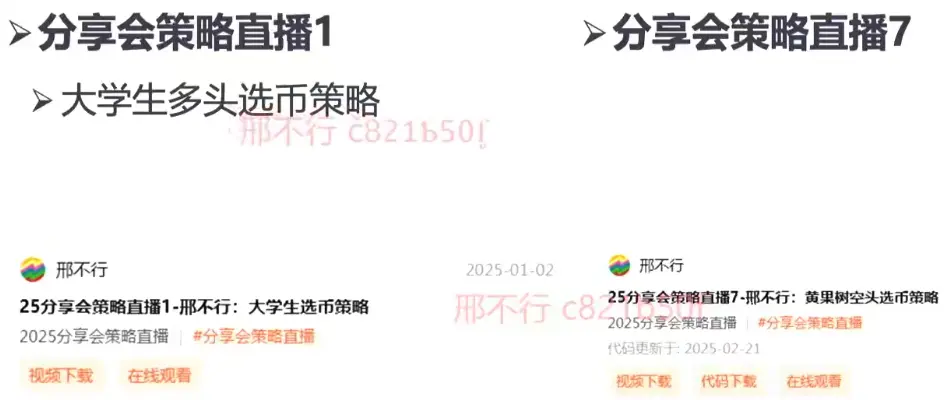 ➢分享会策略直播1
➢大学生多头选币策略
邢不行 c821b50f
邢不行
2025-01-02
25分享会策略直播1-邢不行：大学生选币策略
2025分享会策略直播 | #分享会策略直播
视频下载 在线观看
➢分享会策略直播7
邢不行
25分享会策略直播7-邢不行：黄果树空头选币策略
邢不行 c821b50f
2025分享会策略直播 | #分享会策略直播
代码更新于: 2025-02-21
视频下载 代码下载 在线观看